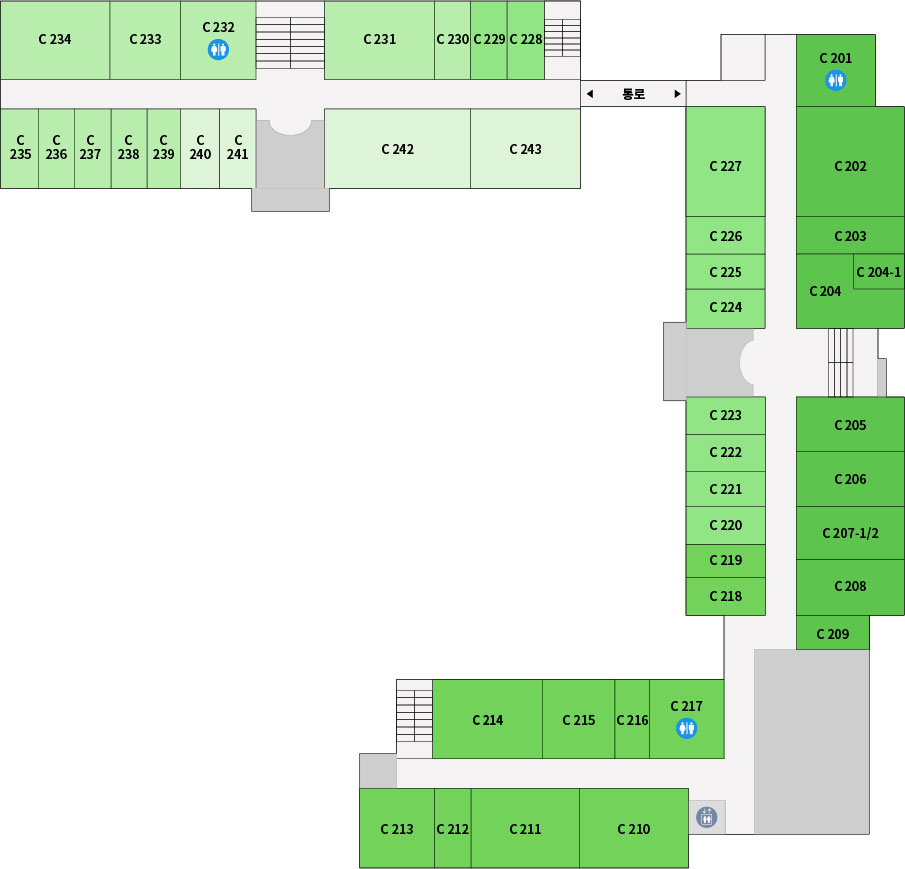 C 234
C 233
C 232
C 231
C 230
C 229
C 228
통로
C
235
C
236
C
237
C
238
C
239
C
240
C
241
C 242
C 243
C 201
C 227
C 202
C 226
C 203
C 225
C 204-1
C 204
C 224
C 223
C 205
C 222
C 206
C 221
C 220
C 207-1/2
C 219
C 208
C 218
C 209
C 214
C 215
C 216
C 217
C 213
C 212
C 211
C 210